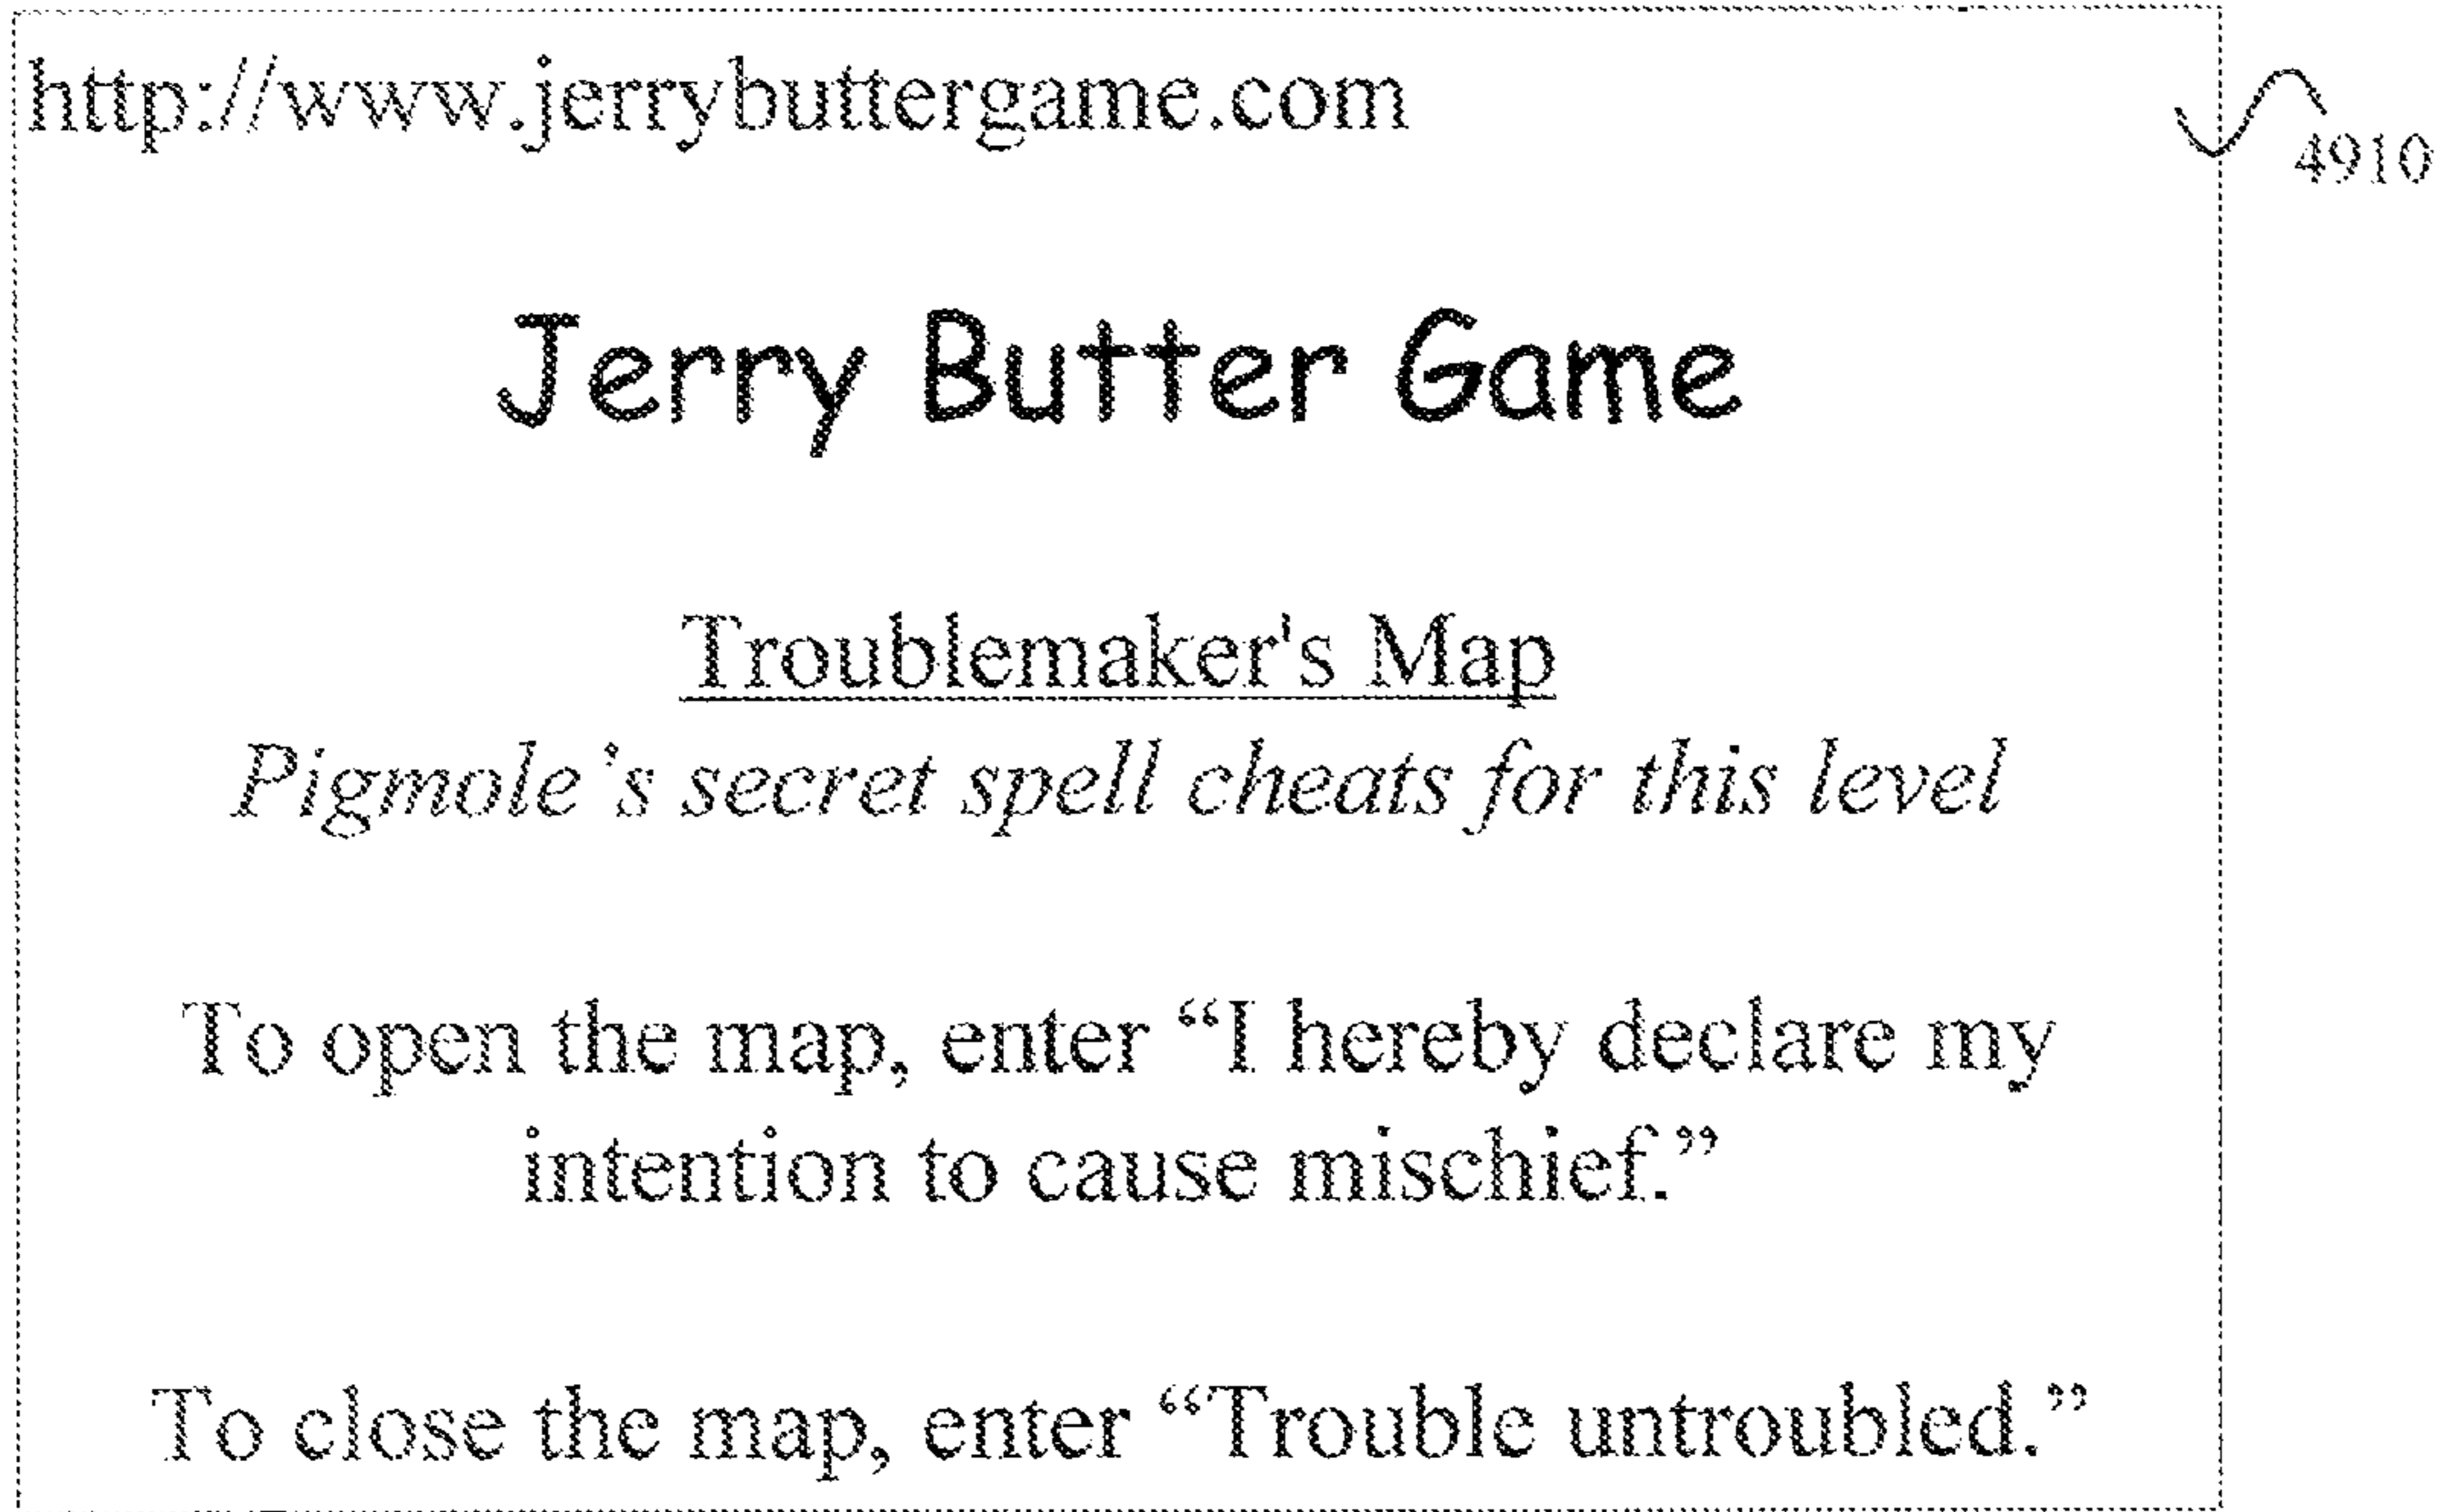 http://www.jerrybuttergame.com
4910
Jerry Butter Game
Troublemaker's Map
Pigmole’s secret spell cheats for this level
To open the map, enter “I hereby declare my
intention to cause mischief.”
To close the map, enter “Trouble untroubled.”